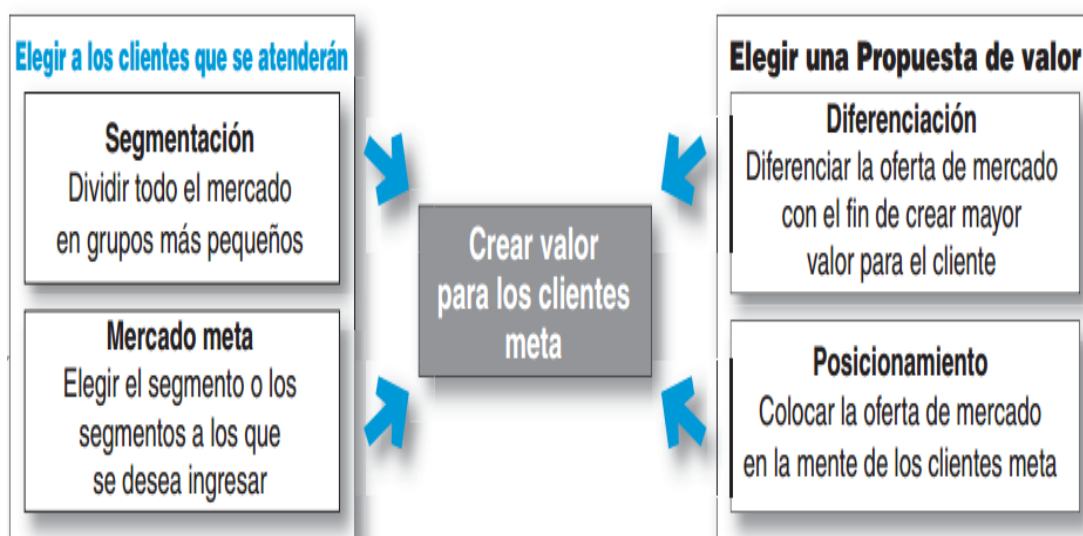 Elegir a los clientes que se atenderán
Segmentación
Dividir todo el mercado
en grupos más pequeños
Mercado meta
Elegir el segmento o los
segmentos a los que
se desea ingresar
Crear valor
para los clientes
meta
Elegir una Propuesta de valor
Diferenciación
Diferenciar la oferta de mercado
con el fin de crear mayor
valor para el cliente
Posicionamiento
Colocar la oferta de mercado
en la mente de los clientes meta